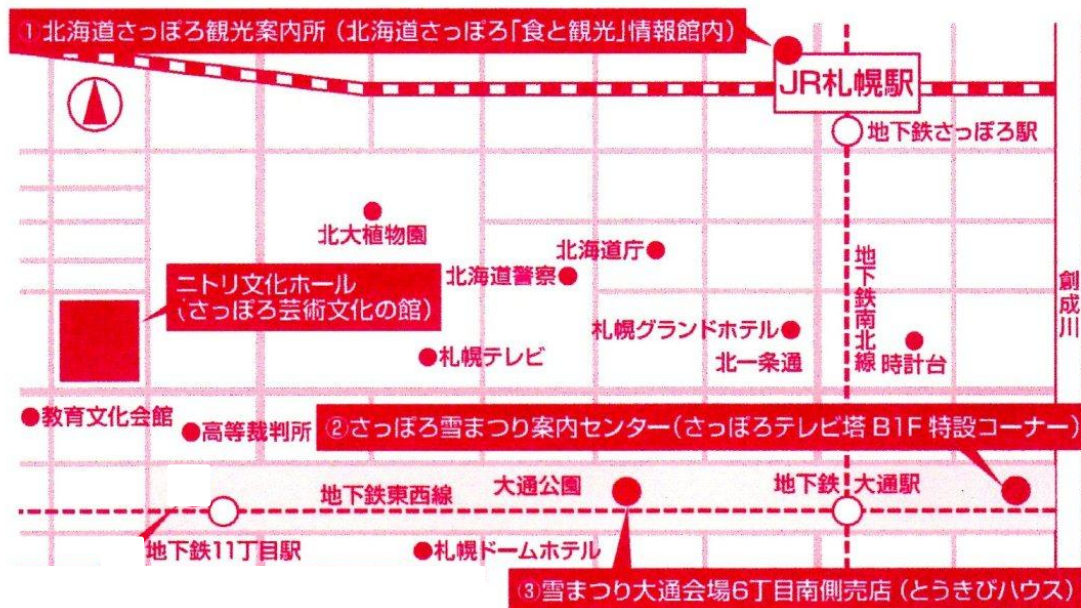 ①北海道さっぽろ観光案内所（北海道さっぽろ「食と観光」情報館内）
JR札幌駅
地下鉄さっぽろ駅
北大植物園
北海道庁
北海道警察
地下鉄南北線
創成川
ニトリ文化ホール
(さっぽろ芸術文化の館)
札幌グランドホテル
札幌テレビ
北一条通
時計台
教育文化会館
高等裁判所
②さっぽろ雪まつり案内センター（さっぽろテレビ塔 B1F 特設コーナー）
地下鉄東西線
大通公園
地下鉄 大通駅
地下鉄11丁目駅
札幌ドームホテル
③雪まつり大通会場6丁目南側売店（とうきびハウス）